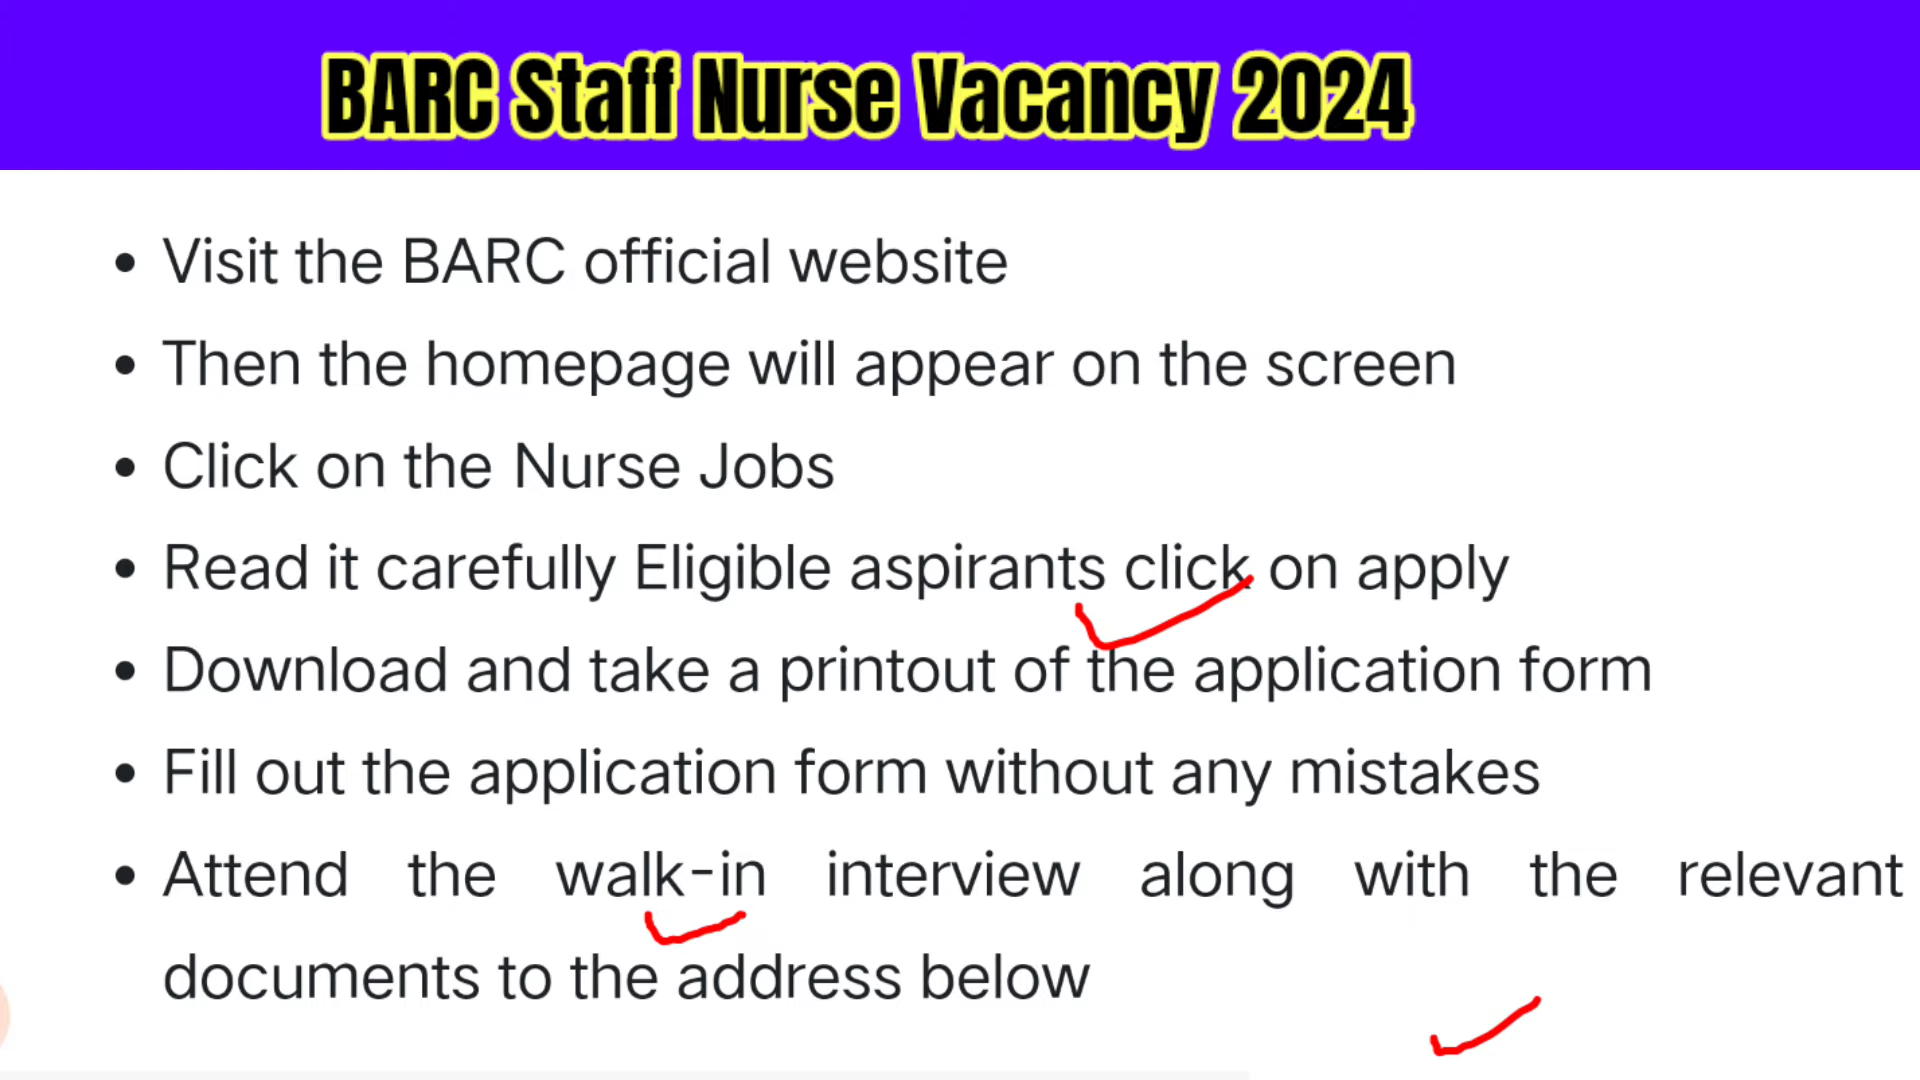 BARC Staff Nurse Vacancy 2024
• Visit the BARC official website
• Then the homepage will appear on the screen
• Click on the Nurse Jobs
• Read it carefully Eligible aspirants click on apply
• Download and take a printout of the application form
• Fill out the application form without any mistakes
• Attend the walk-in interview along with the relevant
documents to the address below